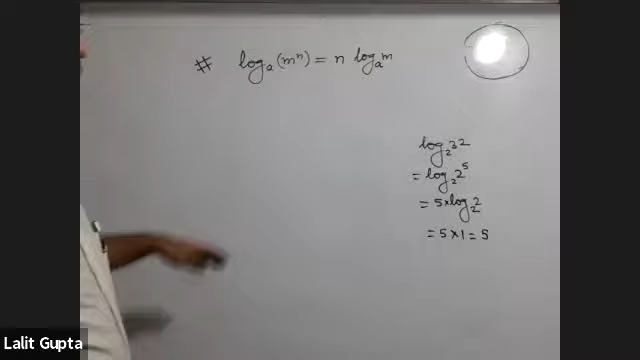 # logₐ(mⁿ) = n logₐm
log₂32
= log₂2⁵
= 5×log₂2
= 5×1 = 5
Lalit Gupta